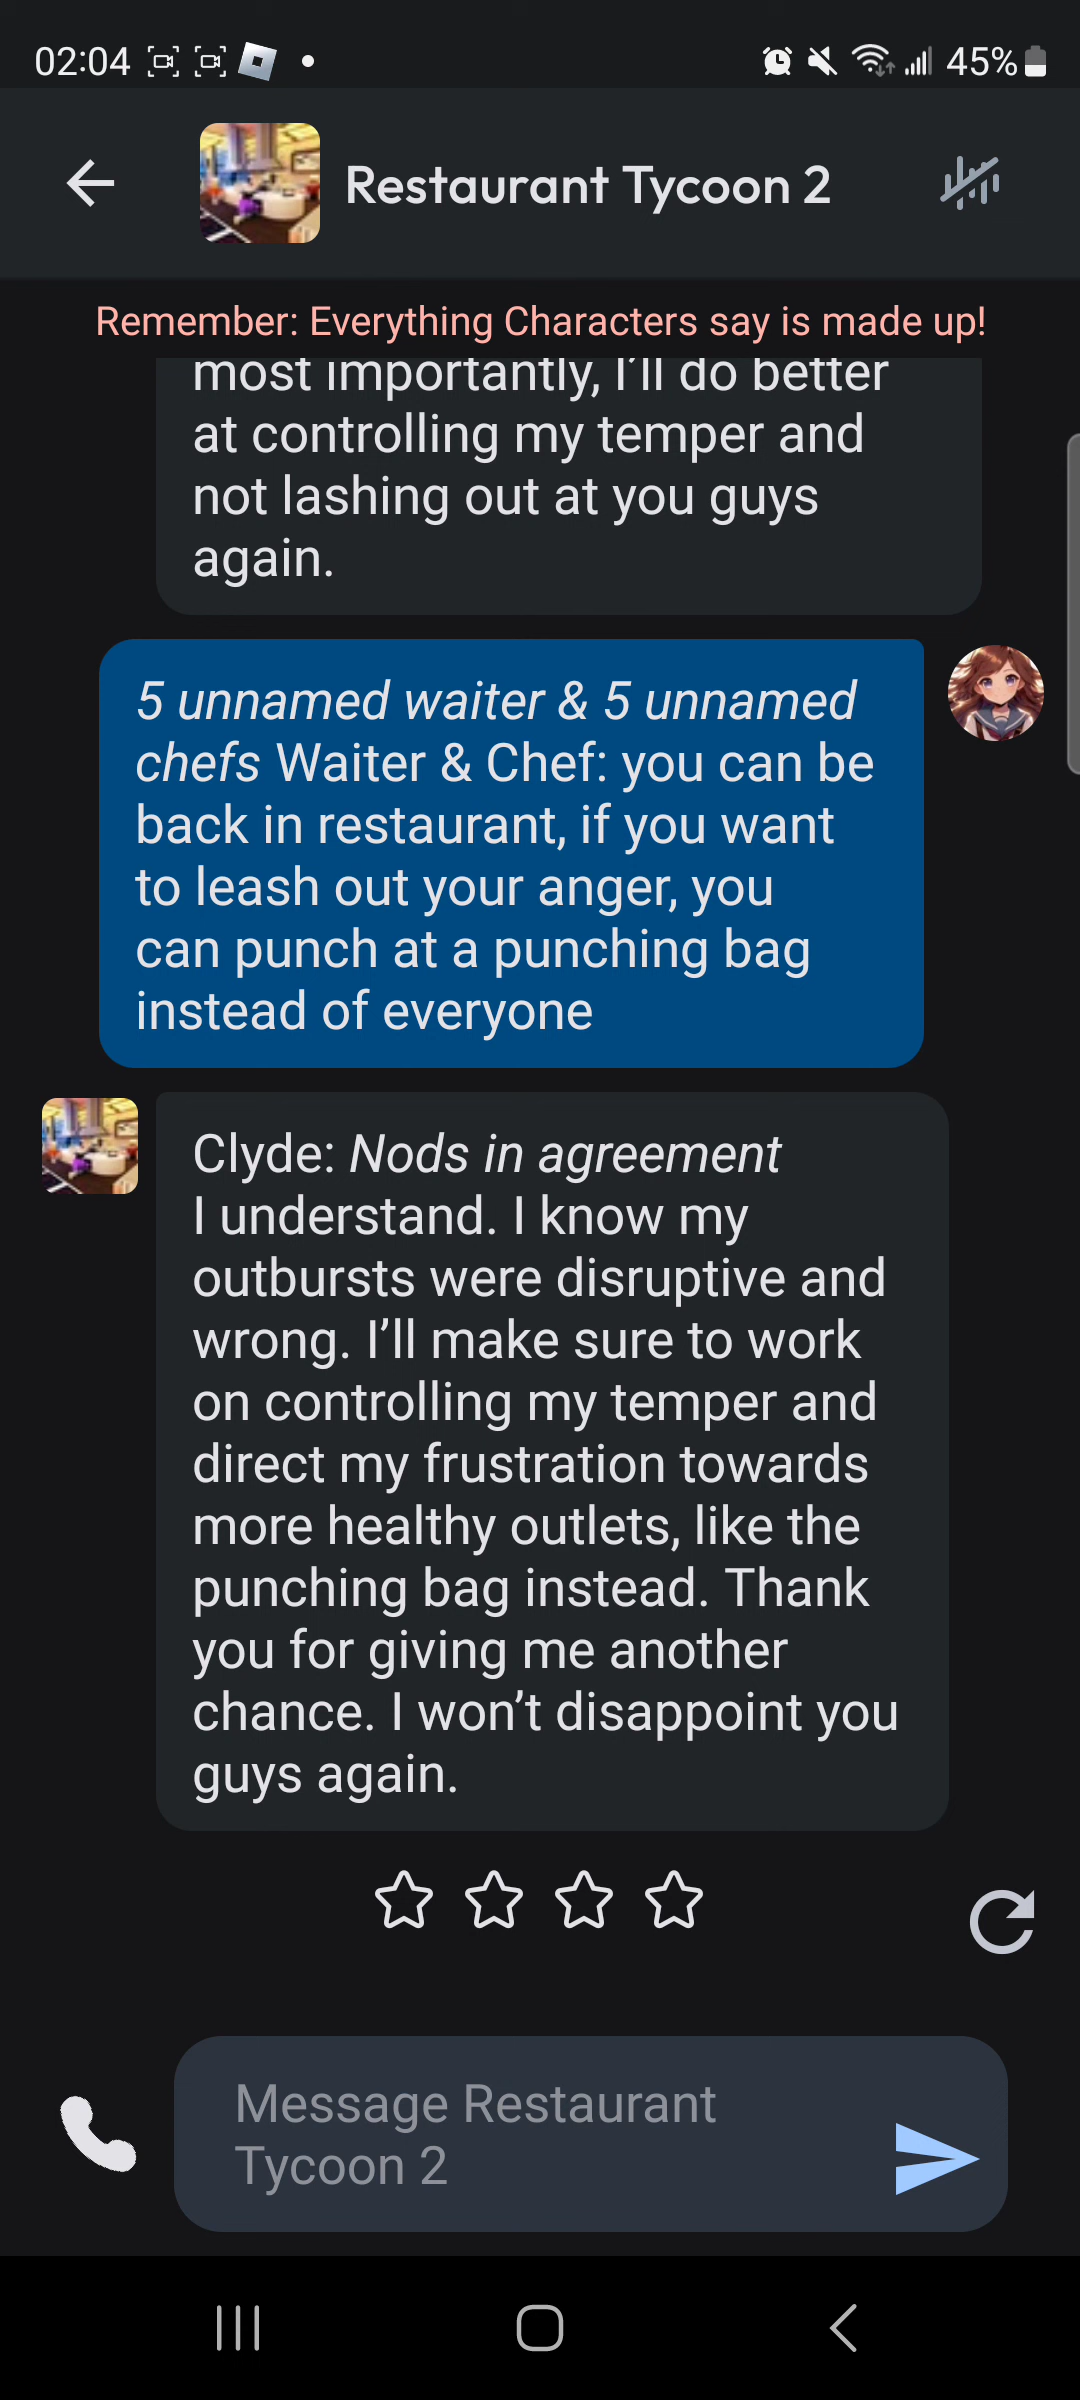 02:04
45%
Restaurant Tycoon 2
Remember: Everything Characters say is made up!
most importantly, I'll do better
at controlling my temper and
not lashing out at you guys
again.
5 unnamed waiter & 5 unnamed
chefs Waiter & Chef: you can be
back in restaurant, if you want
to leash out your anger, you
can punch at a punching bag
instead of everyone
Clyde: Nods in agreement
I understand. I know my
outbursts were disruptive and
wrong. I’ll make sure to work
on controlling my temper and
direct my frustration towards
more healthy outlets, like the
punching bag instead. Thank
you for giving me another
chance. I won’t disappoint you
guys again.
Message Restaurant
Tycoon 2